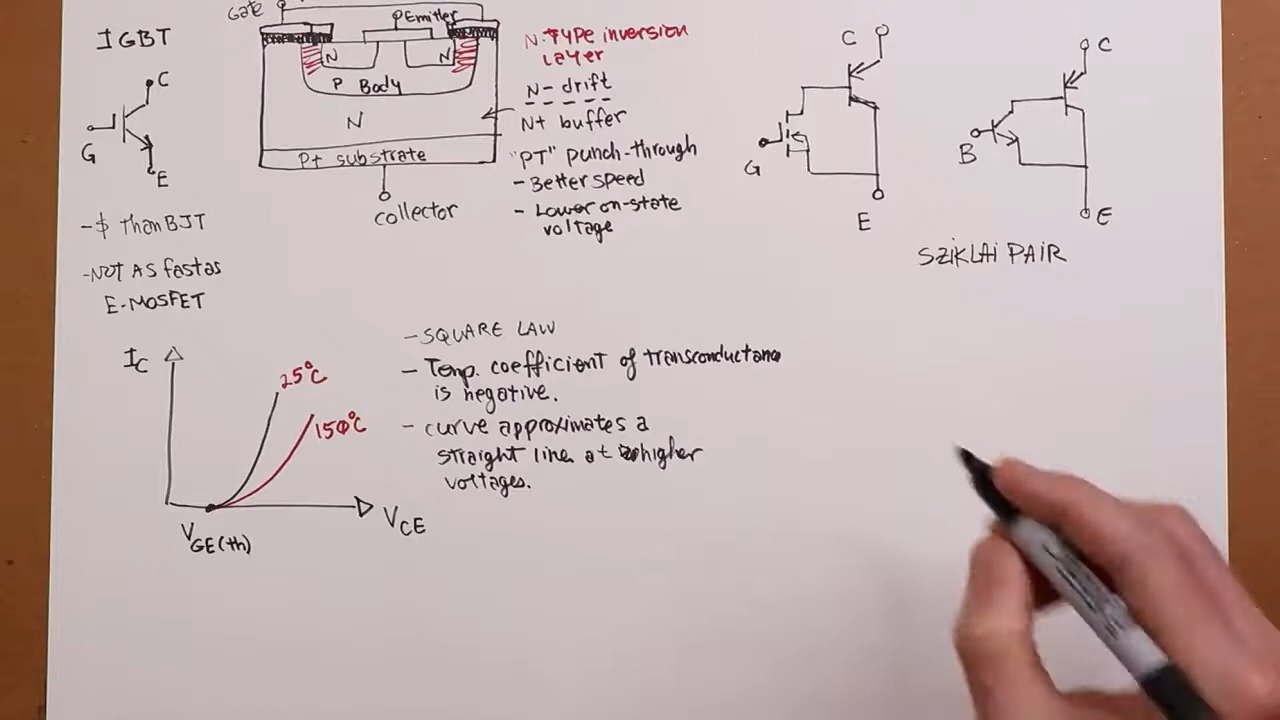 IGBT
C
G
E
-$ than BJT
-NOT AS fast as
E-MOSFET
Gate
Emitter
N
N
P Body
N
P+ substrate
collector
N-TYPE inversion
layer
N- drift
N+ buffer
"PT" punch-through
- Better speed
- Lower on-state
voltage
C
G
E
C
B
E
SZIKLAI PAIR
IC
25°C
150°C
VGE(th)
VCE
- SQUARE LAW
- Temp. coefficient of transconductance
is negative.
- curve approximates a
straight line at higher
voltages.